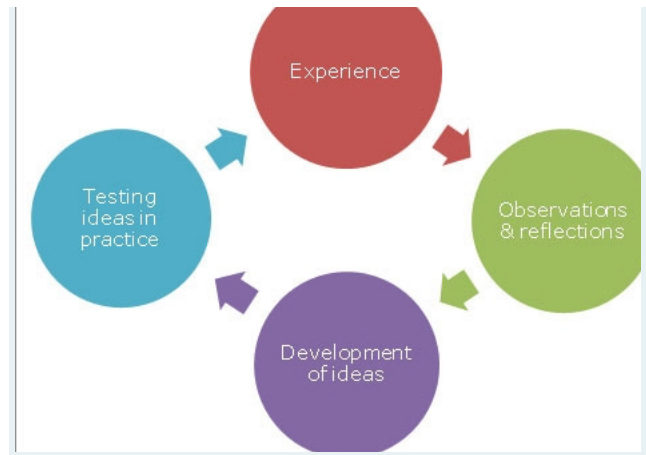 Experience
Observations
& reflections
Development
of ideas
Testing
ideas in
practice